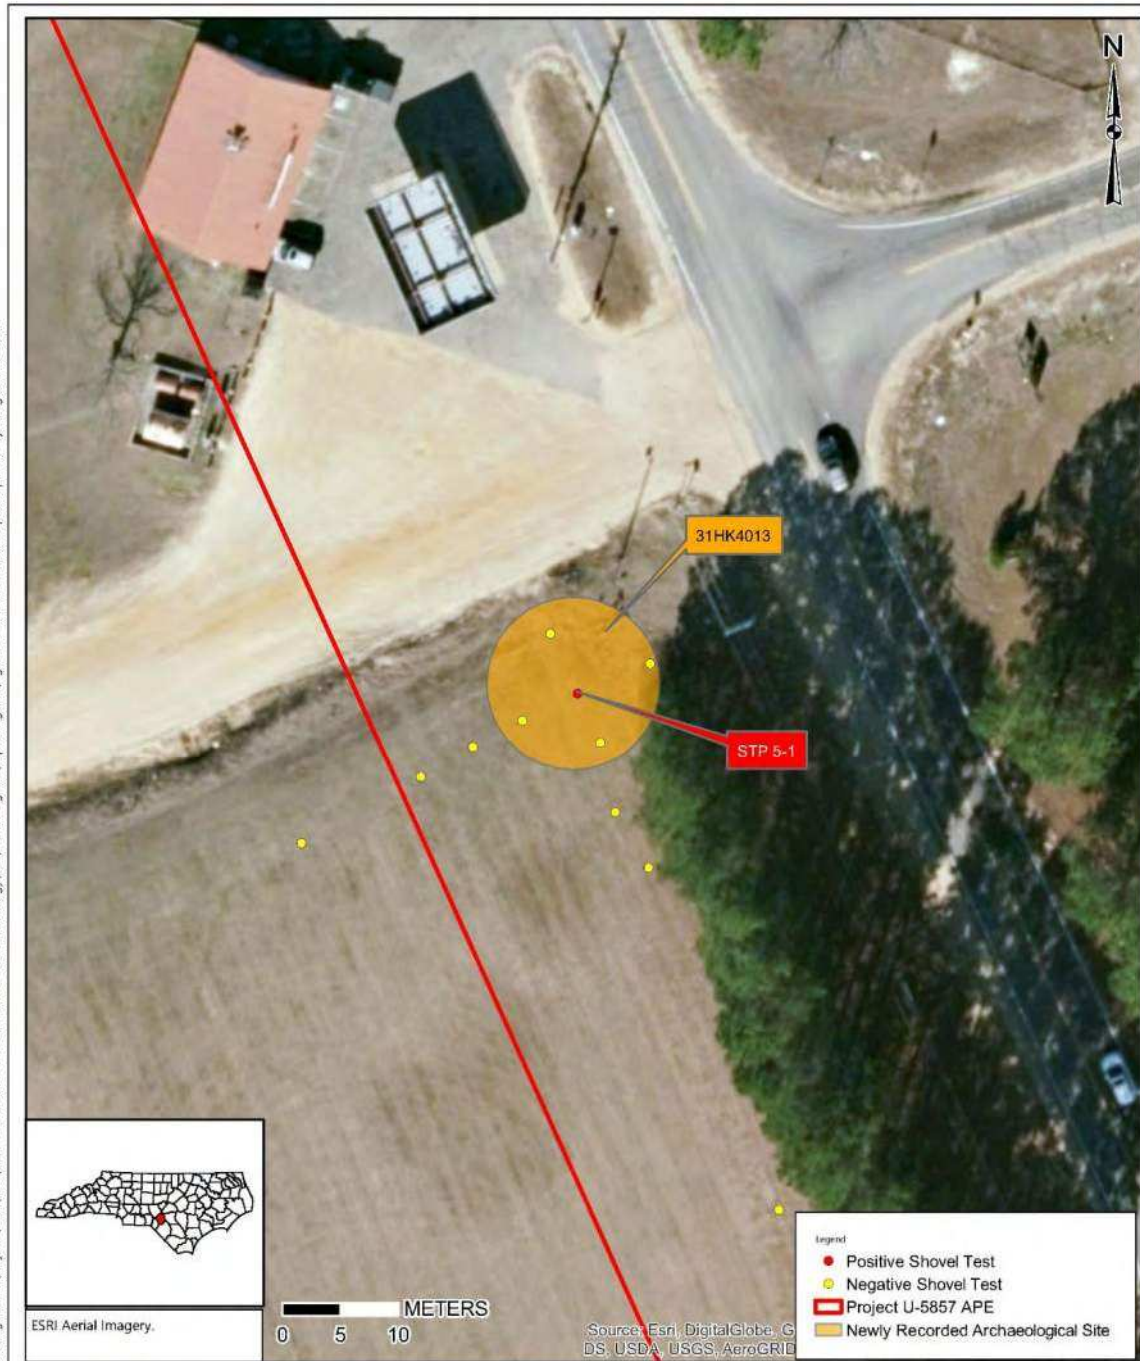 N
31HK4013
STP 5-1
ESRI Aerial Imagery.
METERS
0 5 10
Source: Esri, DigitalGlobe, G
DS, USDA, USGS, AeroGRID
Legend
Positive Shovel Test
Negative Shovel Test
Project U-5857 APE
Newly Recorded Archaeological Site